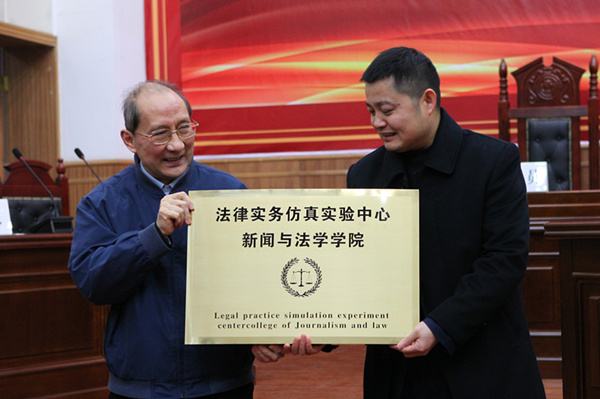 法律实务仿真实验中心
新闻与法学学院
Legal practice simulation experiment
centercollege of Journalism and law